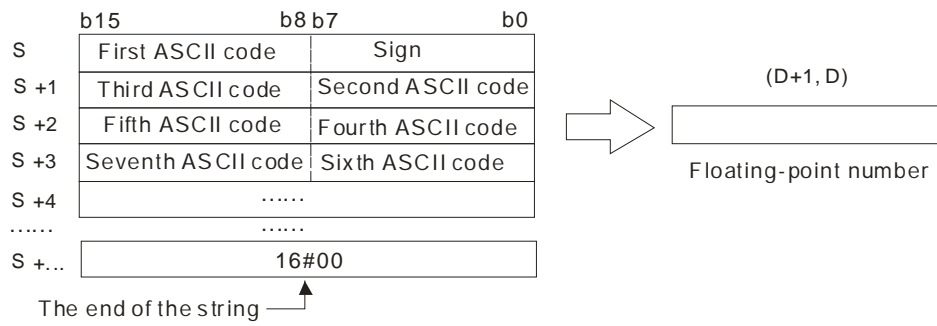 b15 b8 b7 b0
S First ASCII code Sign
S +1 Third ASCII code Second ASCII code
(D+1, D)
S +2 Fifth ASCII code Fourth ASCII code
S +3 Seventh ASCII code Sixth ASCII code
Floating-point number
S +4 ......
...... ......
S +... 16#00
The end of the string